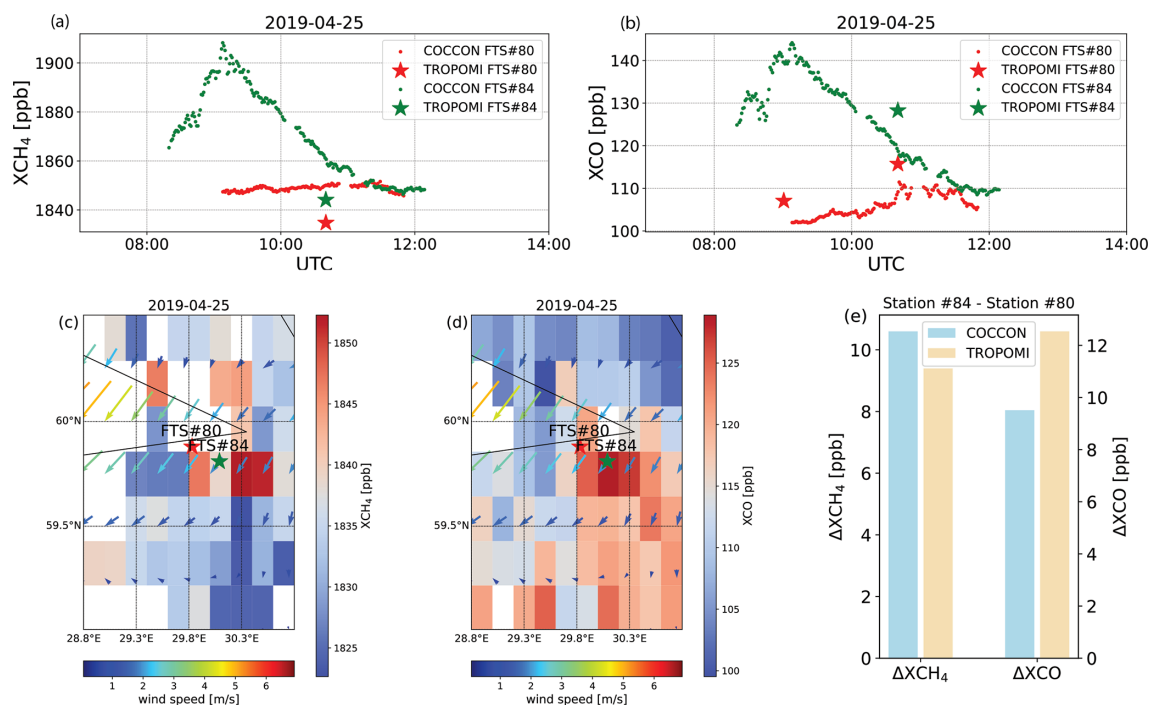 (a)
2019-04-25
COCCON FTS#80
TROPOMI FTS#80
COCCON FTS#84
TROPOMI FTS#84
XCH4 [ppb]
1900
1880
1860
1840
08:00 10:00 12:00 14:00
UTC
(b)
2019-04-25
COCCON FTS#80
TROPOMI FTS#80
COCCON FTS#84
TROPOMI FTS#84
XCO [ppb]
140
130
120
110
100
08:00 10:00 12:00 14:00
UTC
2019-04-25
(c)
60°N
59.5°N
FTS#80
FTS#84
28.8°E 29.3°E 29.8°E 30.3°E
1850
1845
1840
1835
1830
1825
XCH4 [ppb]
1 2 3 4 5 6
wind speed [m/s]
2019-04-25
(d)
60°N
59.5°N
FTS#80
FTS#84
28.8°E 29.3°E 29.8°E 30.3°E
125
120
115
110
105
100
XCO [ppb]
1 2 3 4 5 6
wind speed [m/s]
Station #84 - Station #80
(e)
COCCON
TROPOMI
ΔXCH4 [ppb]
10
8
6
4
2
0
ΔXCO [ppb]
12
10
8
6
4
2
0
ΔXCH4 ΔXCO